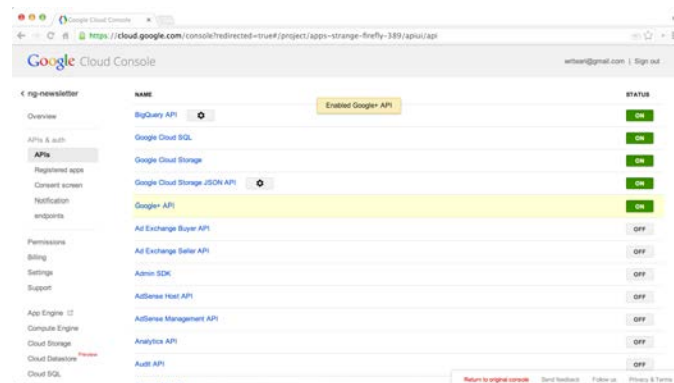 Google Cloud Console
https://cloud.google.com/console?redirected=true#/project/apps-strange-firefly-389/apiui/api
Google Cloud Console
Sign out
ng-newsletter
NAME
STATUS
Enabled Google+ API
Overview
BigQuery API
ON
APIs & auth
Google Cloud SQL
ON
APIs
Google Cloud Storage
ON
Registered apps
Consent screen
Google Cloud Storage JSON API
ON
Notification
endpoints
Google+ API
ON
Ad Exchange Buyer API
OFF
Permissions
Billing
Ad Exchange Seller API
OFF
Settings
Admin SDK
OFF
Support
AdSense Host API
OFF
App Engine
AdSense Management API
OFF
Compute Engine
Cloud Storage
Analytics API
OFF
Cloud Datastore Preview
Audit API
OFF
Cloud SQL
Return to original console Send feedback Follow us Privacy & Terms